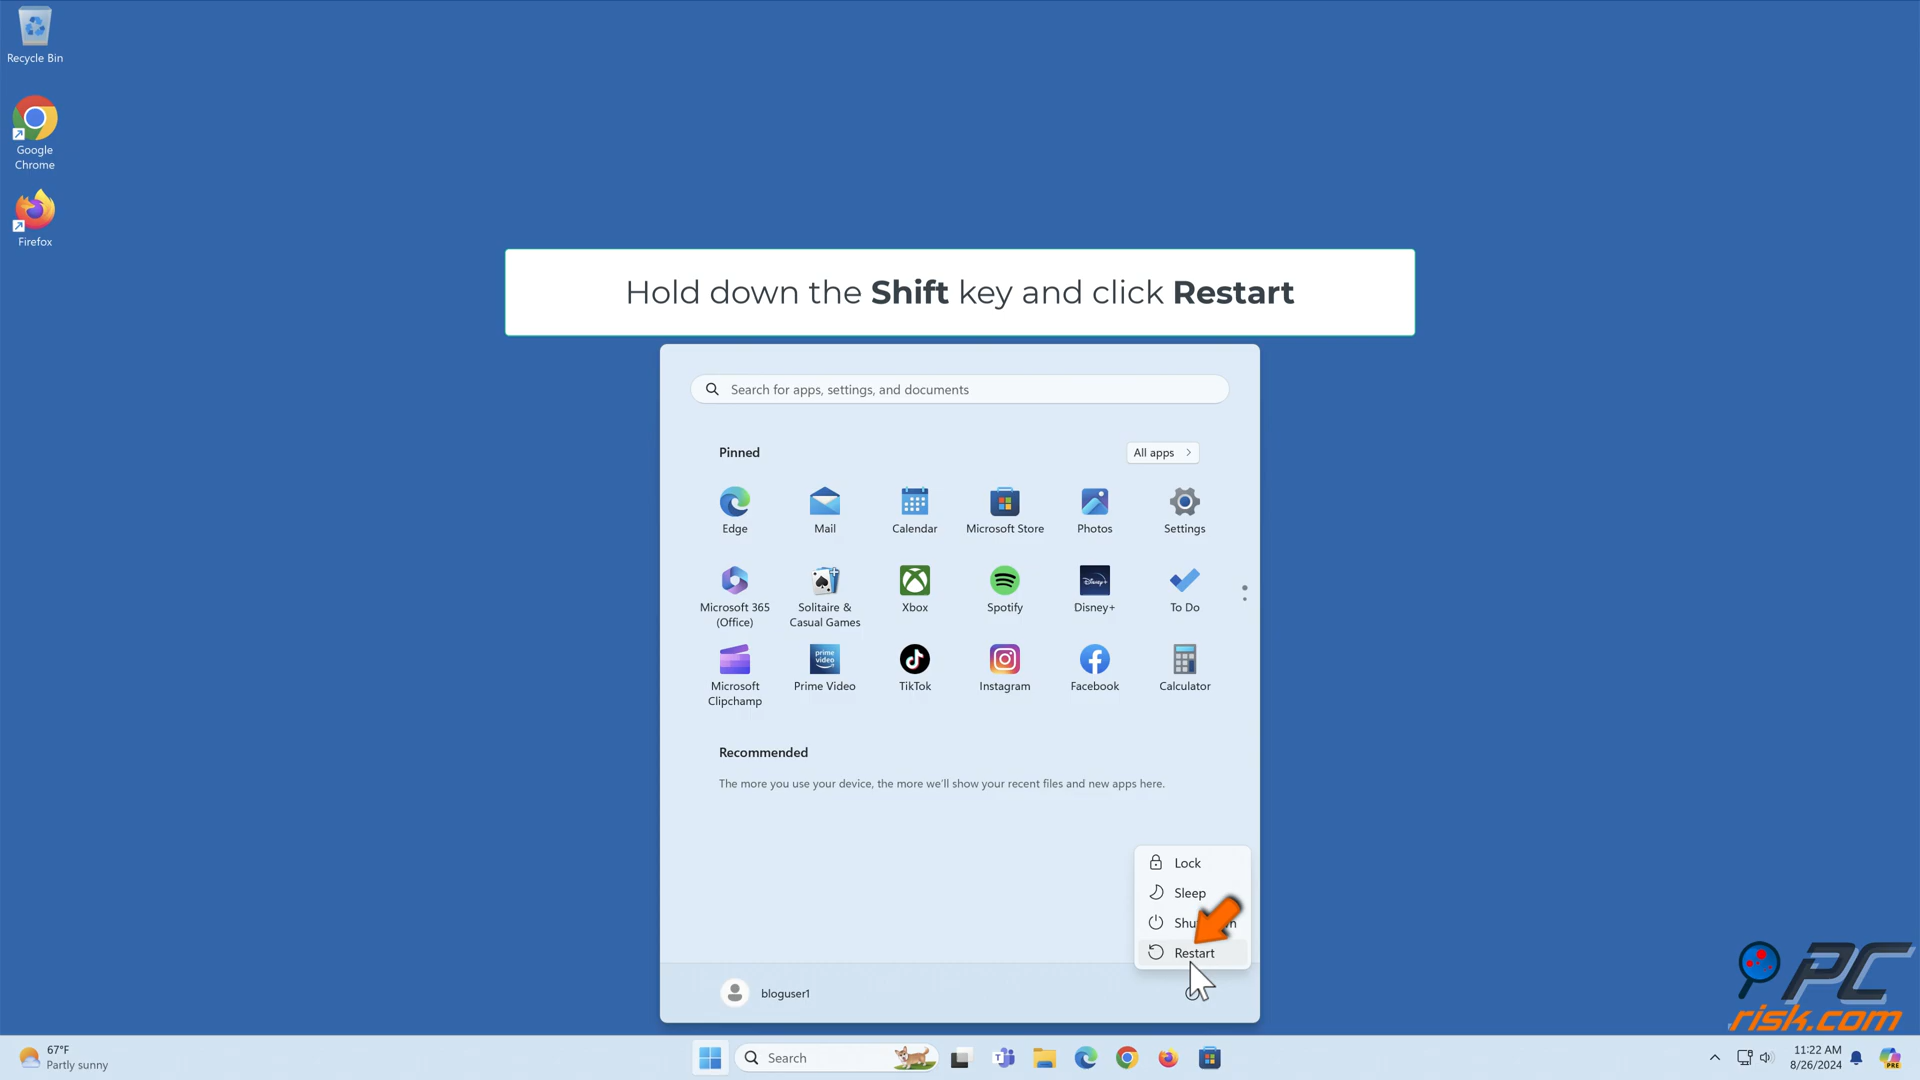 Recycle Bin
Google
Chrome
Firefox
Hold down the Shift key and click Restart
Search for apps, settings, and documents
Pinned
All apps
Edge
Mail
Calendar
Microsoft Store
Photos
Settings
Microsoft 365
(Office)
Solitaire &
Casual Games
Xbox
Spotify
Disney+
Disney+
To Do
Microsoft
Clipchamp
prime
video
Prime Video
TikTok
Instagram
Facebook
Calculator
Recommended
The more you use your device, the more we'll show your recent files and new apps here.
Lock
Sleep
Restart
bloguser1
PC
risk.com
67°F
Partly sunny
Search
11:22 AM
8/26/2024
PRE